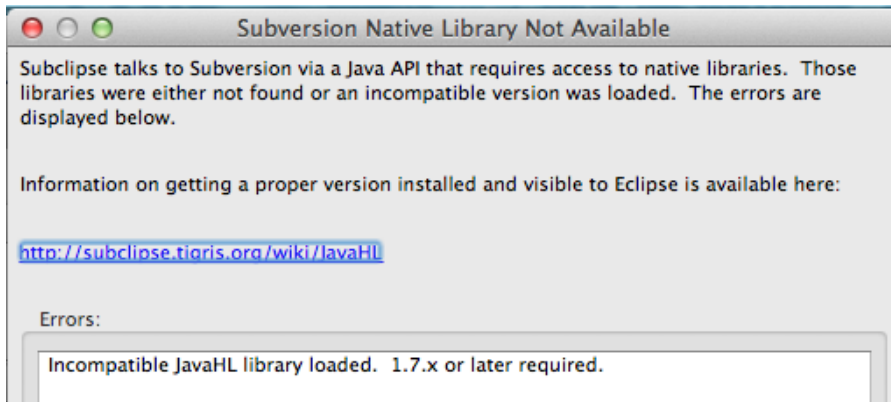 Subversion Native Library Not Available
Subclipse talks to Subversion via a Java API that requires access to native libraries.  Those
libraries were either not found or an incompatible version was loaded.  The errors are
displayed below.
Information on getting a proper version installed and visible to Eclipse is available here:
http://subclipse.tigris.org/wiki/JavaHL
Errors:
Incompatible JavaHL library loaded.  1.7.x or later required.